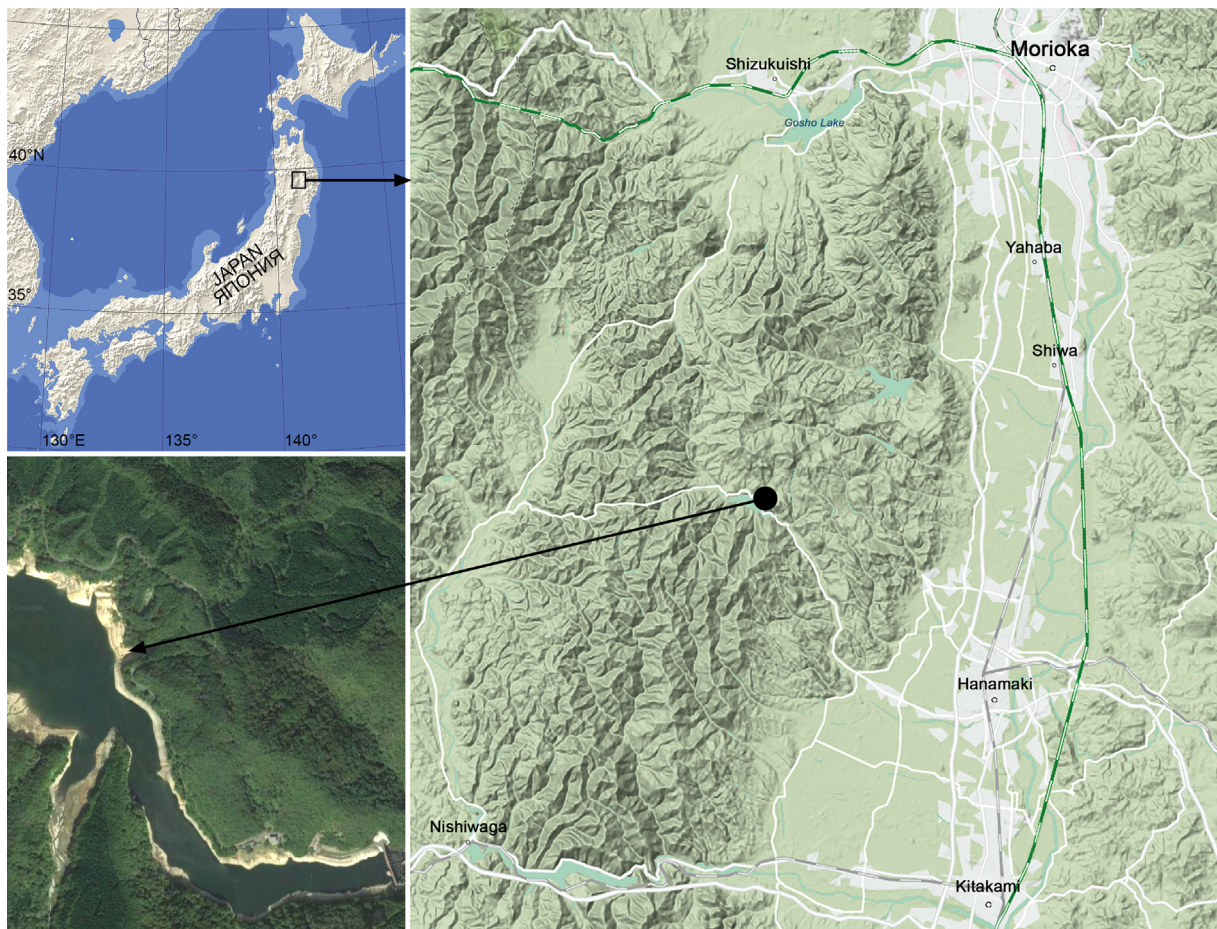 40°N
35°
JAPAN
ЯПОНИЯ
130°E
135°
140°
Morioka
Shizukuishi
Gosho Lake
Yahaba
Shiwa
Hanamaki
Nishiwaga
Kitakami